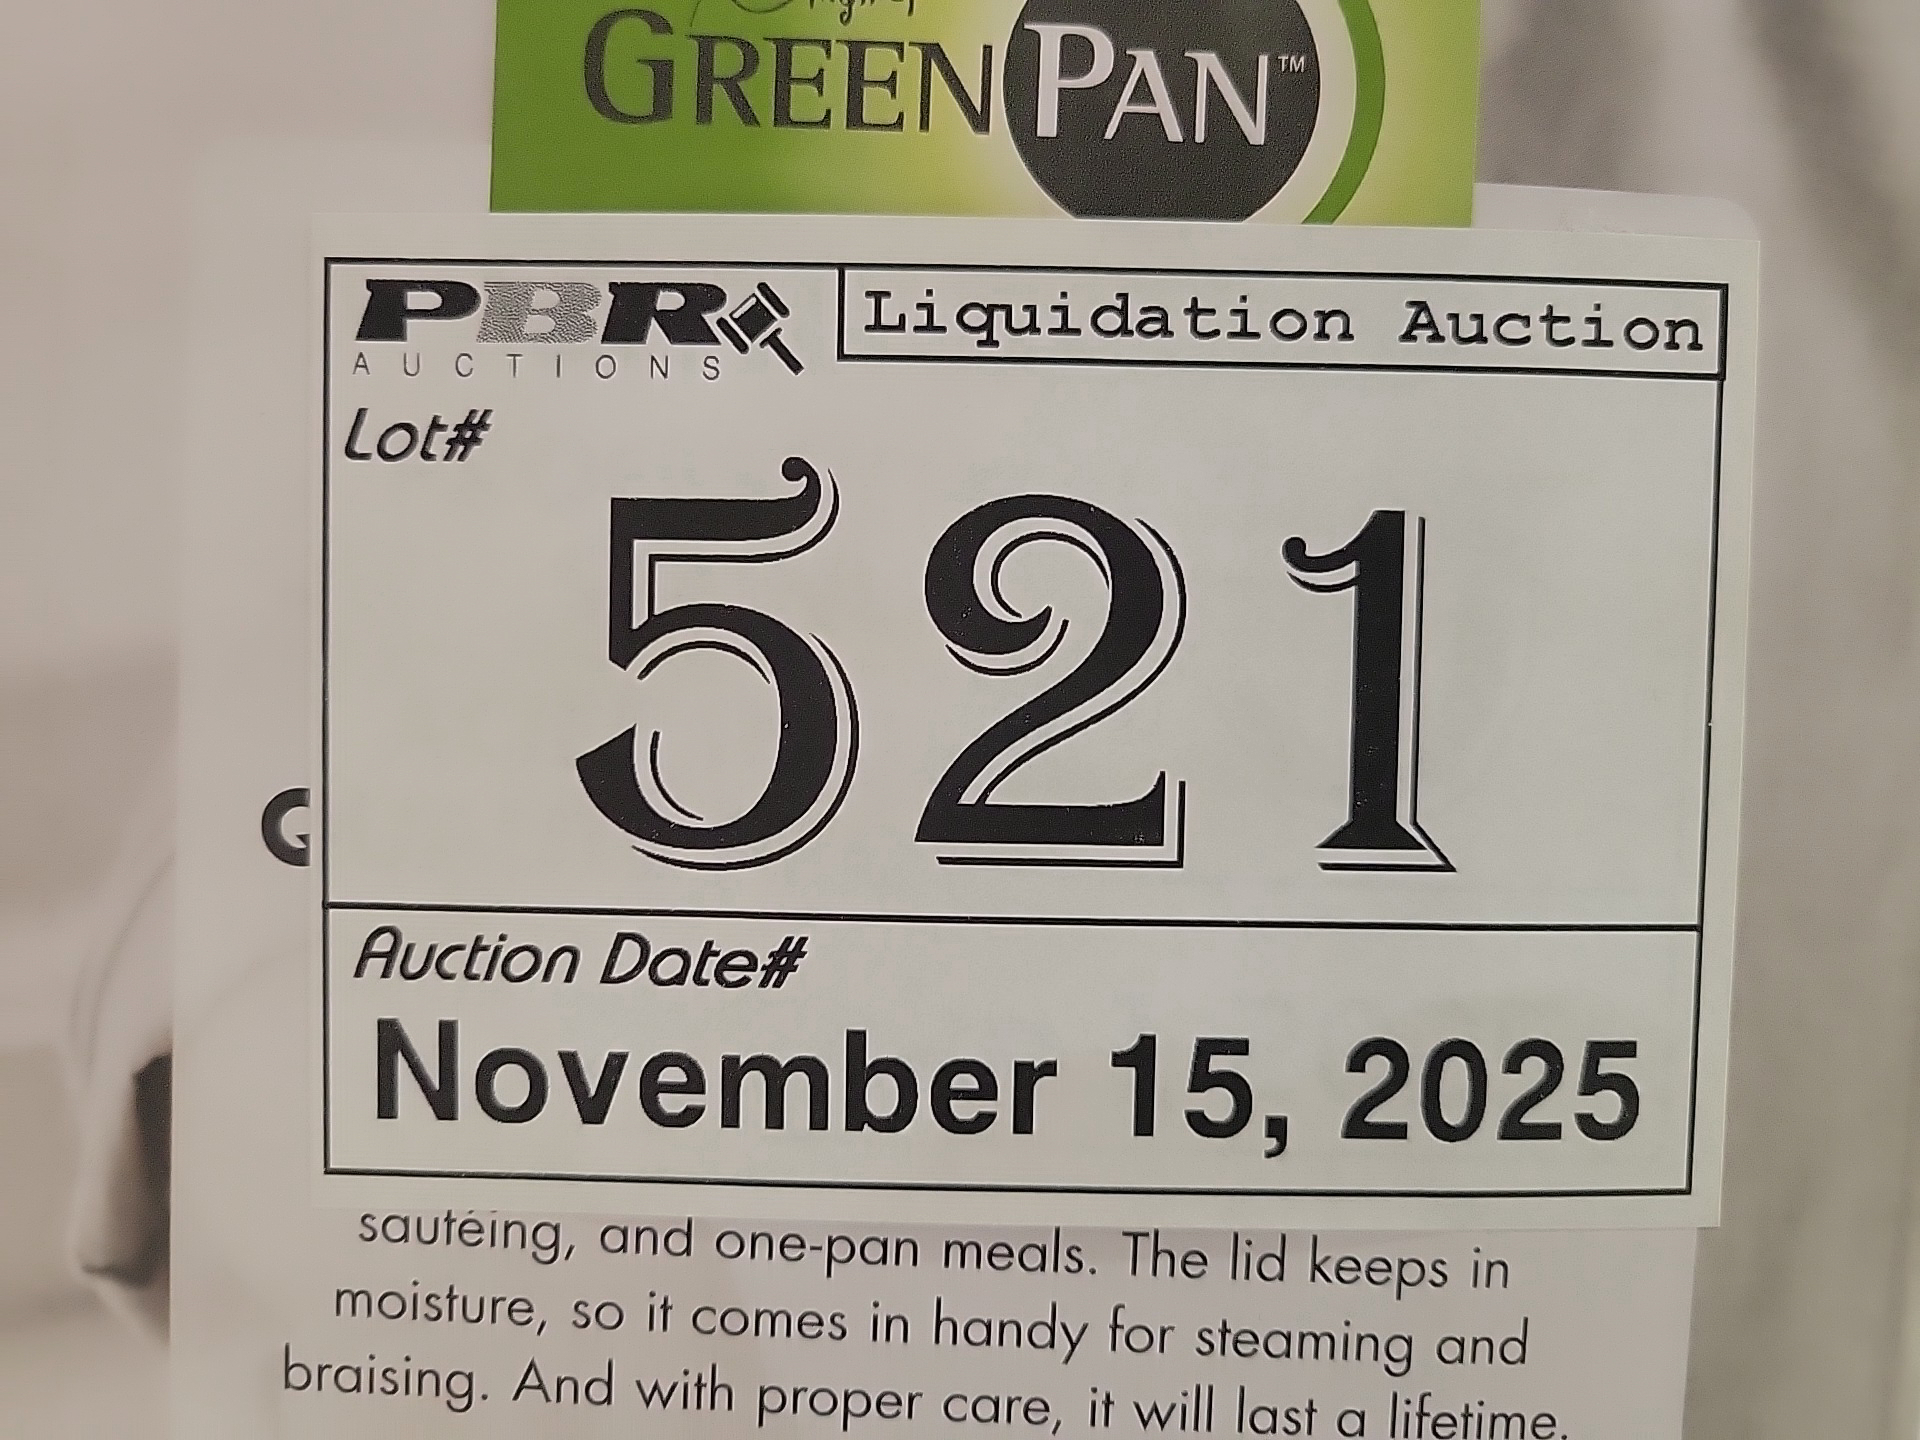 GREENPAN™
PBR
AUCTIONS
Liquidation Auction
Lot#
521
G
Auction Date#
November 15, 2025
sautéing, and one-pan meals. The lid keeps in
moisture, so it comes in handy for steaming and
braising. And with proper care, it will last a lifetime.